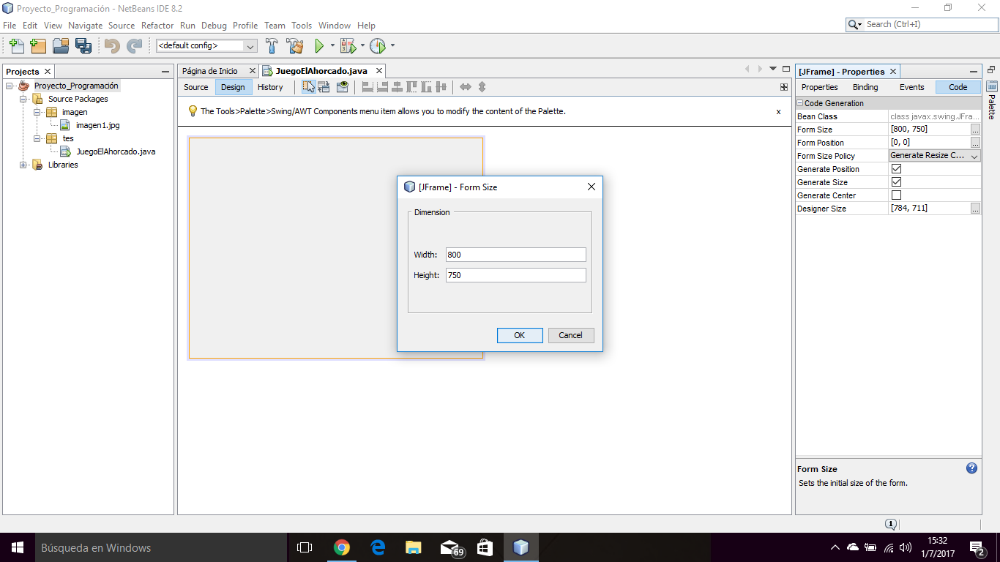 Proyecto_Programación - NetBeans IDE 8.2
File Edit View Navigate Source Refactor Run Debug Profile Team Tools Window Help
Search (Ctrl+I)
<default config>
Projects
Proyecto_Programación
Source Packages
imagen
imagen1.jpg
tes
JuegoElAhorcado.java
Libraries
Página de Inicio
JuegoElAhorcado.java
Source Design History
The Tools>Palette>Swing/AWT Components menu item allows you to modify the content of the Palette.
x
[JFrame] - Form Size
Dimension
Width: 800
Height: 750
OK Cancel
[JFrame] - Properties
Properties Binding Events Code
Code Generation
Bean Class class javax.swing.JFra...
Form Size [800, 750] ...
Form Position [0, 0] ...
Form Size Policy Generate Resize C...
Generate Position
Generate Size
Generate Center
Designer Size [784, 711] ...
Form Size
Sets the initial size of the form.
Palette
1
Búsqueda en Windows
69
15:32
1/7/2017
2